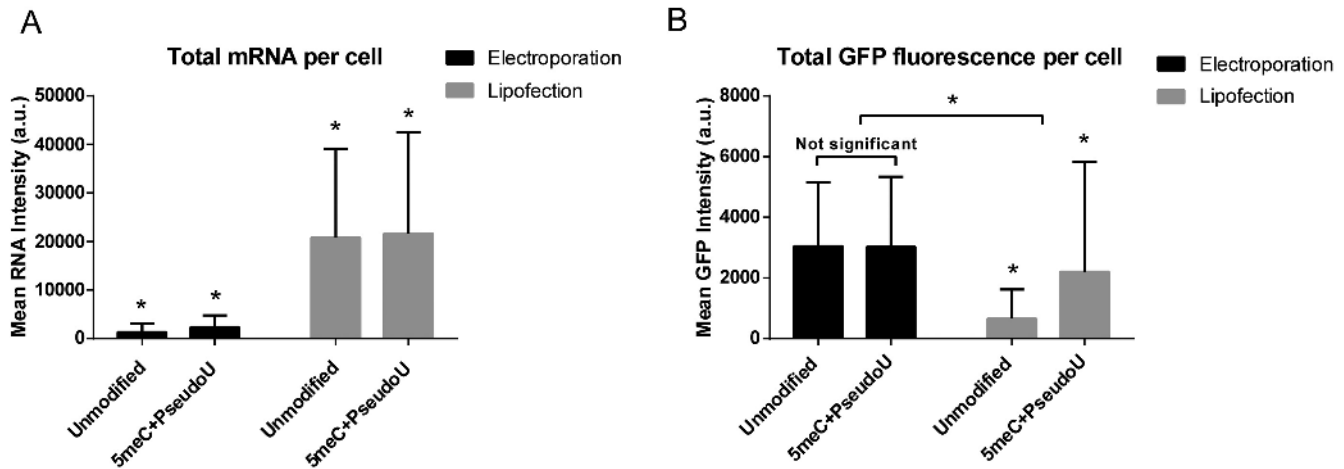 A
Total mRNA per cell
Electroporation
Lipofection
Mean RNA Intensity (a.u.)
50000
40000
30000
20000
10000
0
*
*
*
*
Unmodified
5meC+PseudoU
Unmodified
5meC+PseudoU
B
Total GFP fluorescence per cell
Electroporation
Lipofection
Mean GFP Intensity (a.u.)
8000
6000
4000
2000
0
*
Not significant
*
*
Unmodified
5meC+PseudoU
Unmodified
5meC+PseudoU